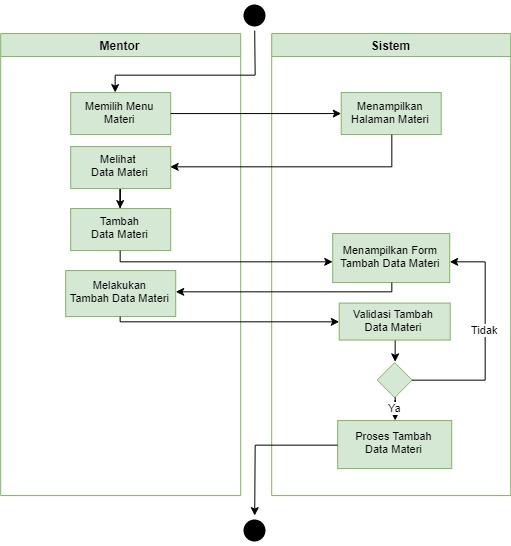 Mentor
Sistem
Memilih Menu
Materi
Menampilkan
Halaman Materi
Melihat
Data Materi
Tambah
Data Materi
Menampilkan Form
Tambah Data Materi
Melakukan
Tambah Data Materi
Validasi Tambah
Data Materi
Tidak
Ya
Proses Tambah
Data Materi